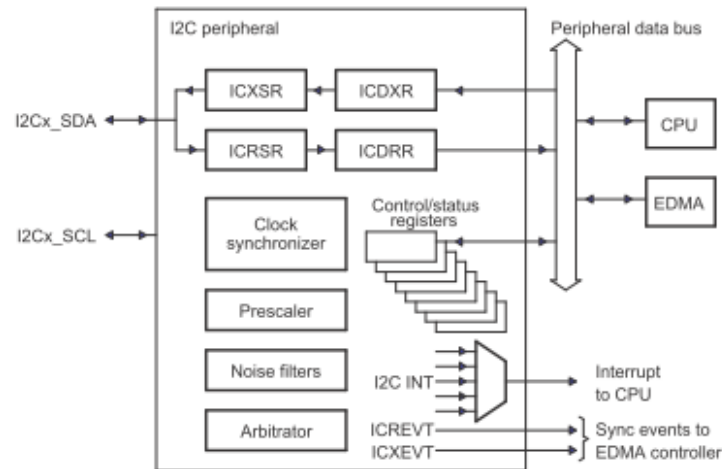 I2C peripheral
Peripheral data bus
ICXSR
ICDXR
I2Cx_SDA
CPU
ICRSR
ICDRR
EDMA
Control/status
registers
Clock
synchronizer
I2Cx_SCL
Prescaler
Noise filters
I2C INT
Interrupt
to CPU
Arbitrator
ICREVT
ICXEVT
Sync events to
EDMA controller